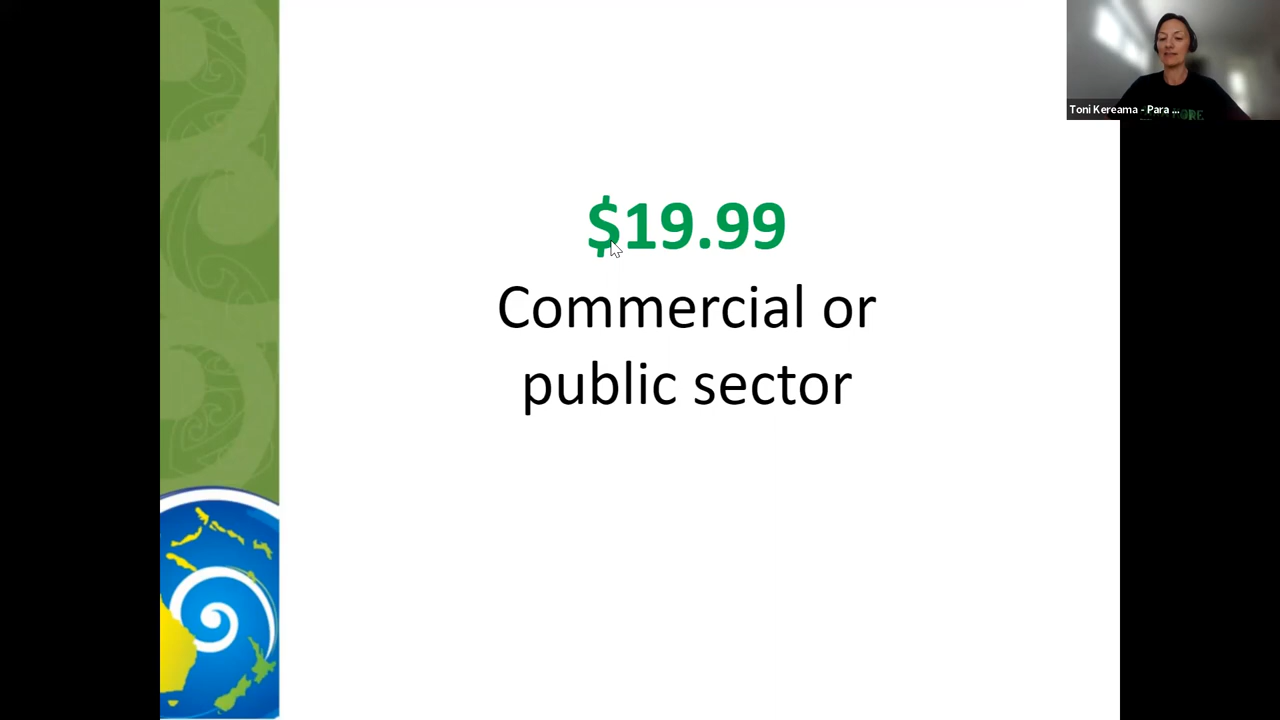 $19.99
Commercial or
public sector
Toni Kereama - Para ...